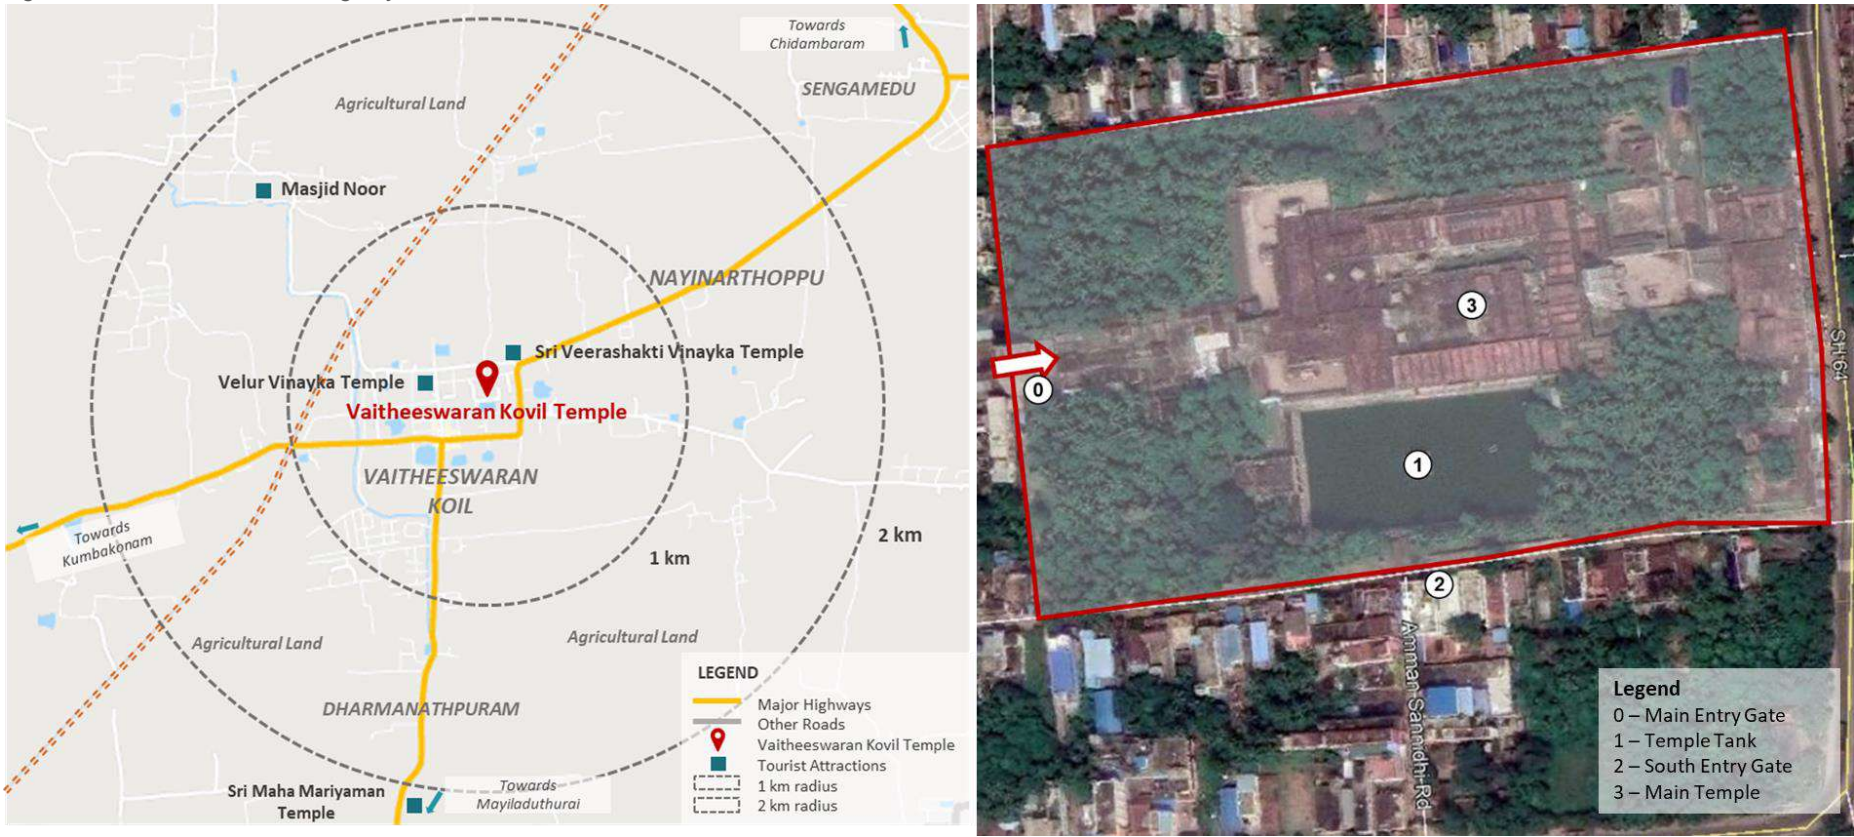 Towards
Chidambaram
SENGAMEDU
Agricultural Land
Masjid Noor
NAYINARTHOPPU
Sri Veerashakti Vinayka Temple
Velur Vinayka Temple
Vaitheeswaran Kovil Temple
VAITHEESWARAN
KOIL
Towards
Kumbakonam
2 km
1 km
Agricultural Land
Agricultural Land
DHARMANATHPURAM
Sri Maha Mariyaman
Temple
Towards
Mayiladuthurai
LEGEND
Major Highways
Other Roads
Vaitheeswaran Kovil Temple
Tourist Attractions
1 km radius
2 km radius
3
0
1
2
SH 64
Amman Sannidhi-Rd
Legend
0 – Main Entry Gate
1 – Temple Tank
2 – South Entry Gate
3 – Main Temple